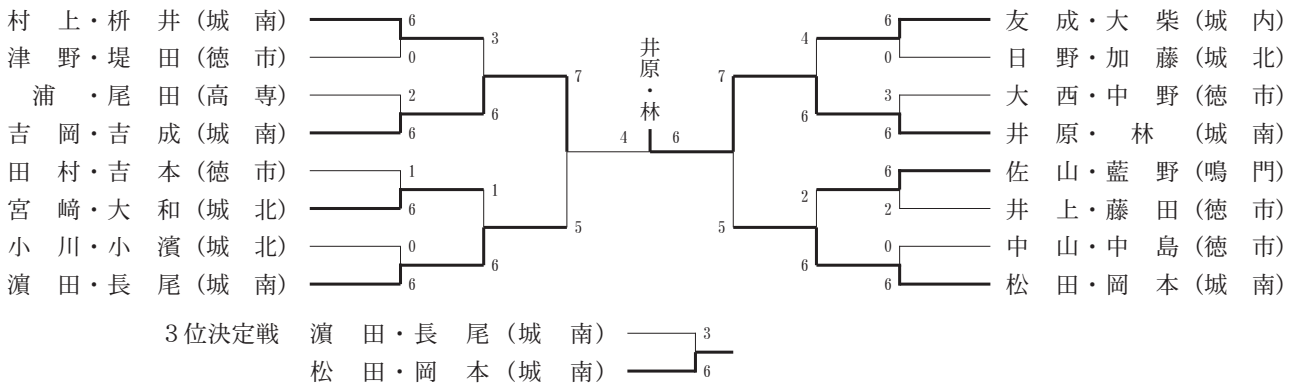 村　上・枡　井（城　南） 6 6 友　成・大　柴（城　内）
3 4
津　野・堤　田（徳　市） 0 0 日　野・加　藤（城　北）
7 井原・林 7
浦　・尾　田（高　専） 2 3 大　西・中　野（徳　市）
6 6
吉　岡・吉　成（城　南） 6 6 井　原・　林　（城　南）
4 6
田　村・吉　本（徳　市） 1 6 佐　山・藍　野（鳴　門）
1 2
宮　﨑・大　和（城　北） 6 2 井　上・藤　田（徳　市）
5 5
小　川・小　濱（城　北） 0 0 中　山・中　島（徳　市）
6 6
濵　田・長　尾（城　南） 6 6 松　田・岡　本（城　南）
３位決定戦　濵　田・長　尾（城　南） 3
松　田・岡　本（城　南） 6